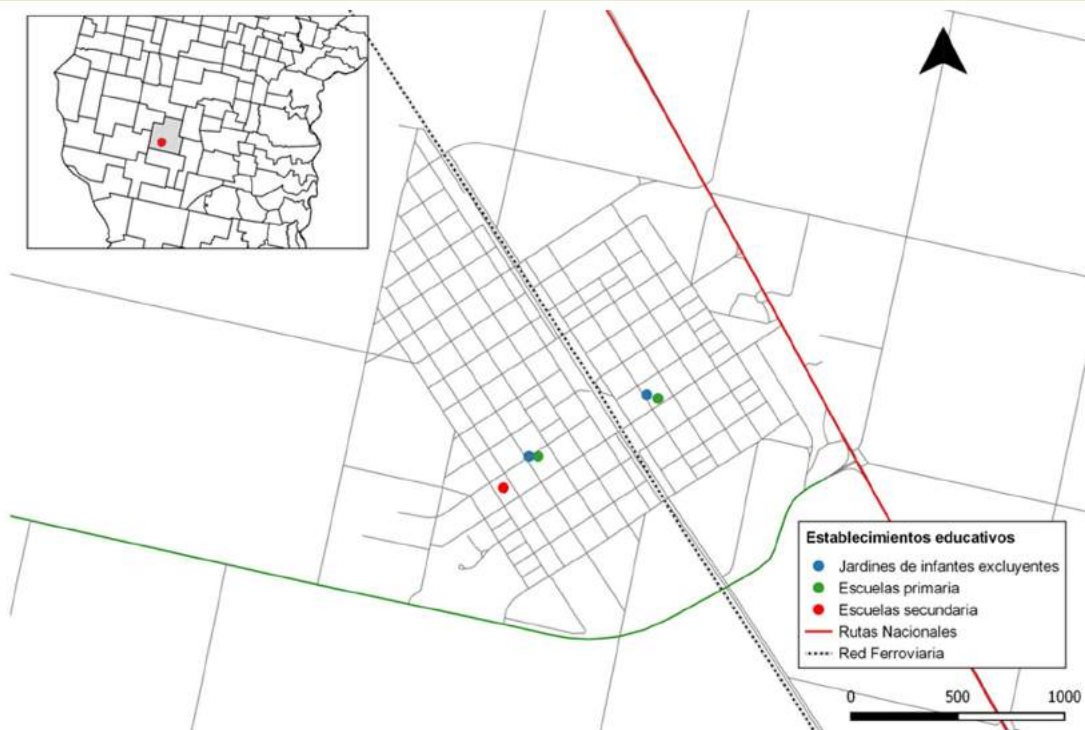 Establecimientos educativos
Jardines de infantes excluyentes
Escuelas primaria
Escuelas secundaria
Rutas Nacionales
Red Ferroviaria
0 500 1000